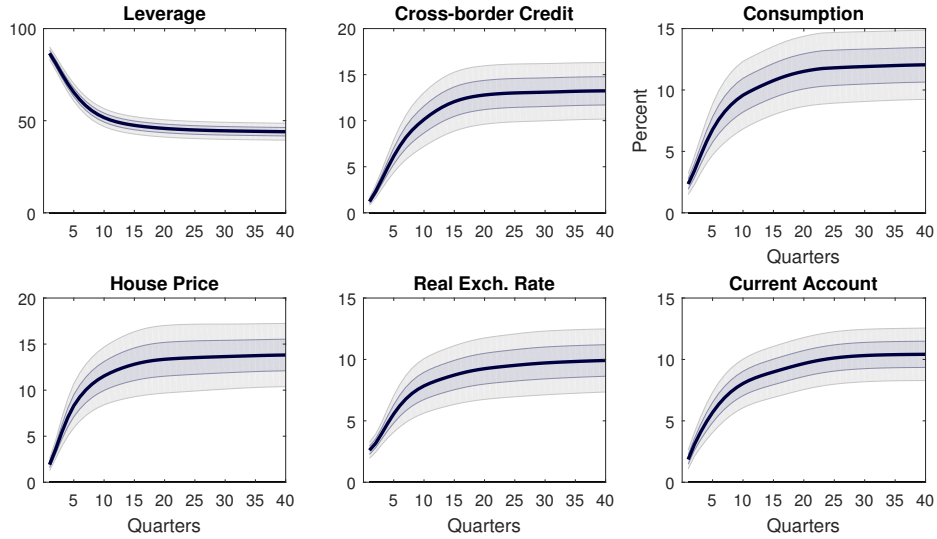 Leverage
100
50
0
5 10 15 20 25 30 35 40
Cross-border Credit
20
15
10
5
0
5 10 15 20 25 30 35 40
Consumption
Percent
15
10
5
0
5 10 15 20 25 30 35 40
Quarters
House Price
20
15
10
5
0
5 10 15 20 25 30 35 40
Quarters
Real Exch. Rate
15
10
5
0
5 10 15 20 25 30 35 40
Quarters
Current Account
15
10
5
0
5 10 15 20 25 30 35 40
Quarters